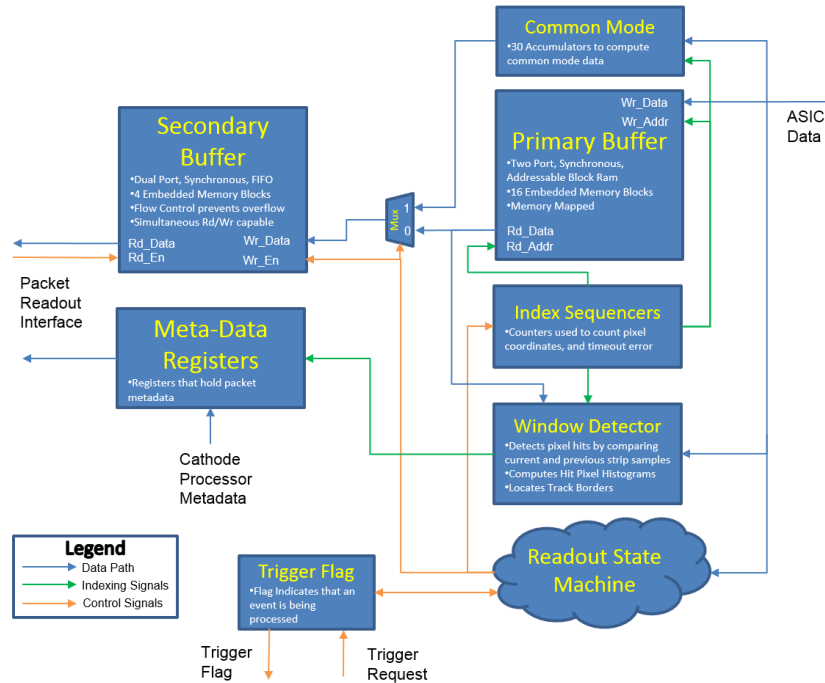 Common Mode
•30 Accumulators to compute
common mode data
Wr_Data
Wr_Addr
ASIC
Data
Primary Buffer
•Two Port, Synchronous,
Addressable Block Ram
•16 Embedded Memory Blocks
•Memory Mapped
Rd_Data
Rd_Addr
Secondary
Buffer
•Dual Port, Synchronous, FIFO
•4 Embedded Memory Blocks
•Flow Control prevents overflow
•Simultaneous Rd/Wr capable
Rd_Data
Rd_En
Wr_Data
Wr_En
Mux
1
0
Packet
Readout
Interface
Meta-Data
Registers
•Registers that hold packet
metadata
Cathode
Processor
Metadata
Index Sequencers
•Counters used to count pixel
coordinates, and timeout error
Window Detector
•Detects pixel hits by comparing
current and previous strip samples
•Computes Hit Pixel Histograms
•Locates Track Borders
Legend
Data Path
Indexing Signals
Control Signals
Trigger Flag
•Flag Indicates that an
event is being
processed
Readout State
Machine
Trigger
Flag
Trigger
Request